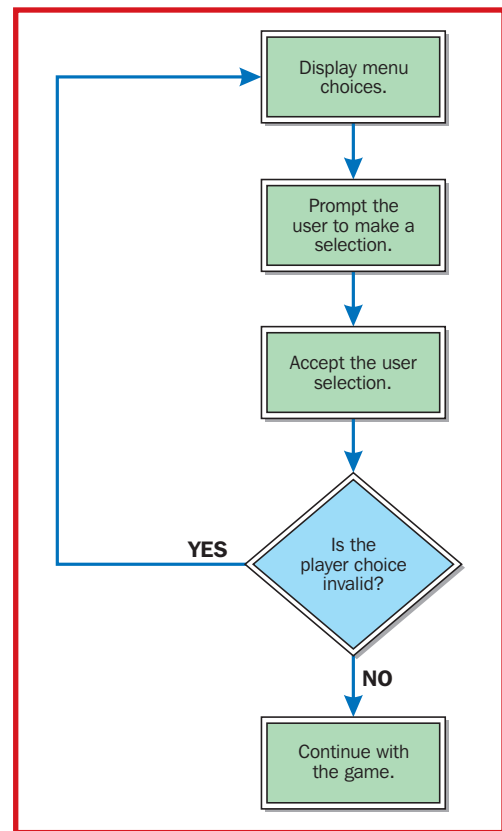 Display menu
choices.
Prompt the
user to make a
selection.
Accept the user
selection.
YES
Is the
player choice
invalid?
NO
Continue with
the game.